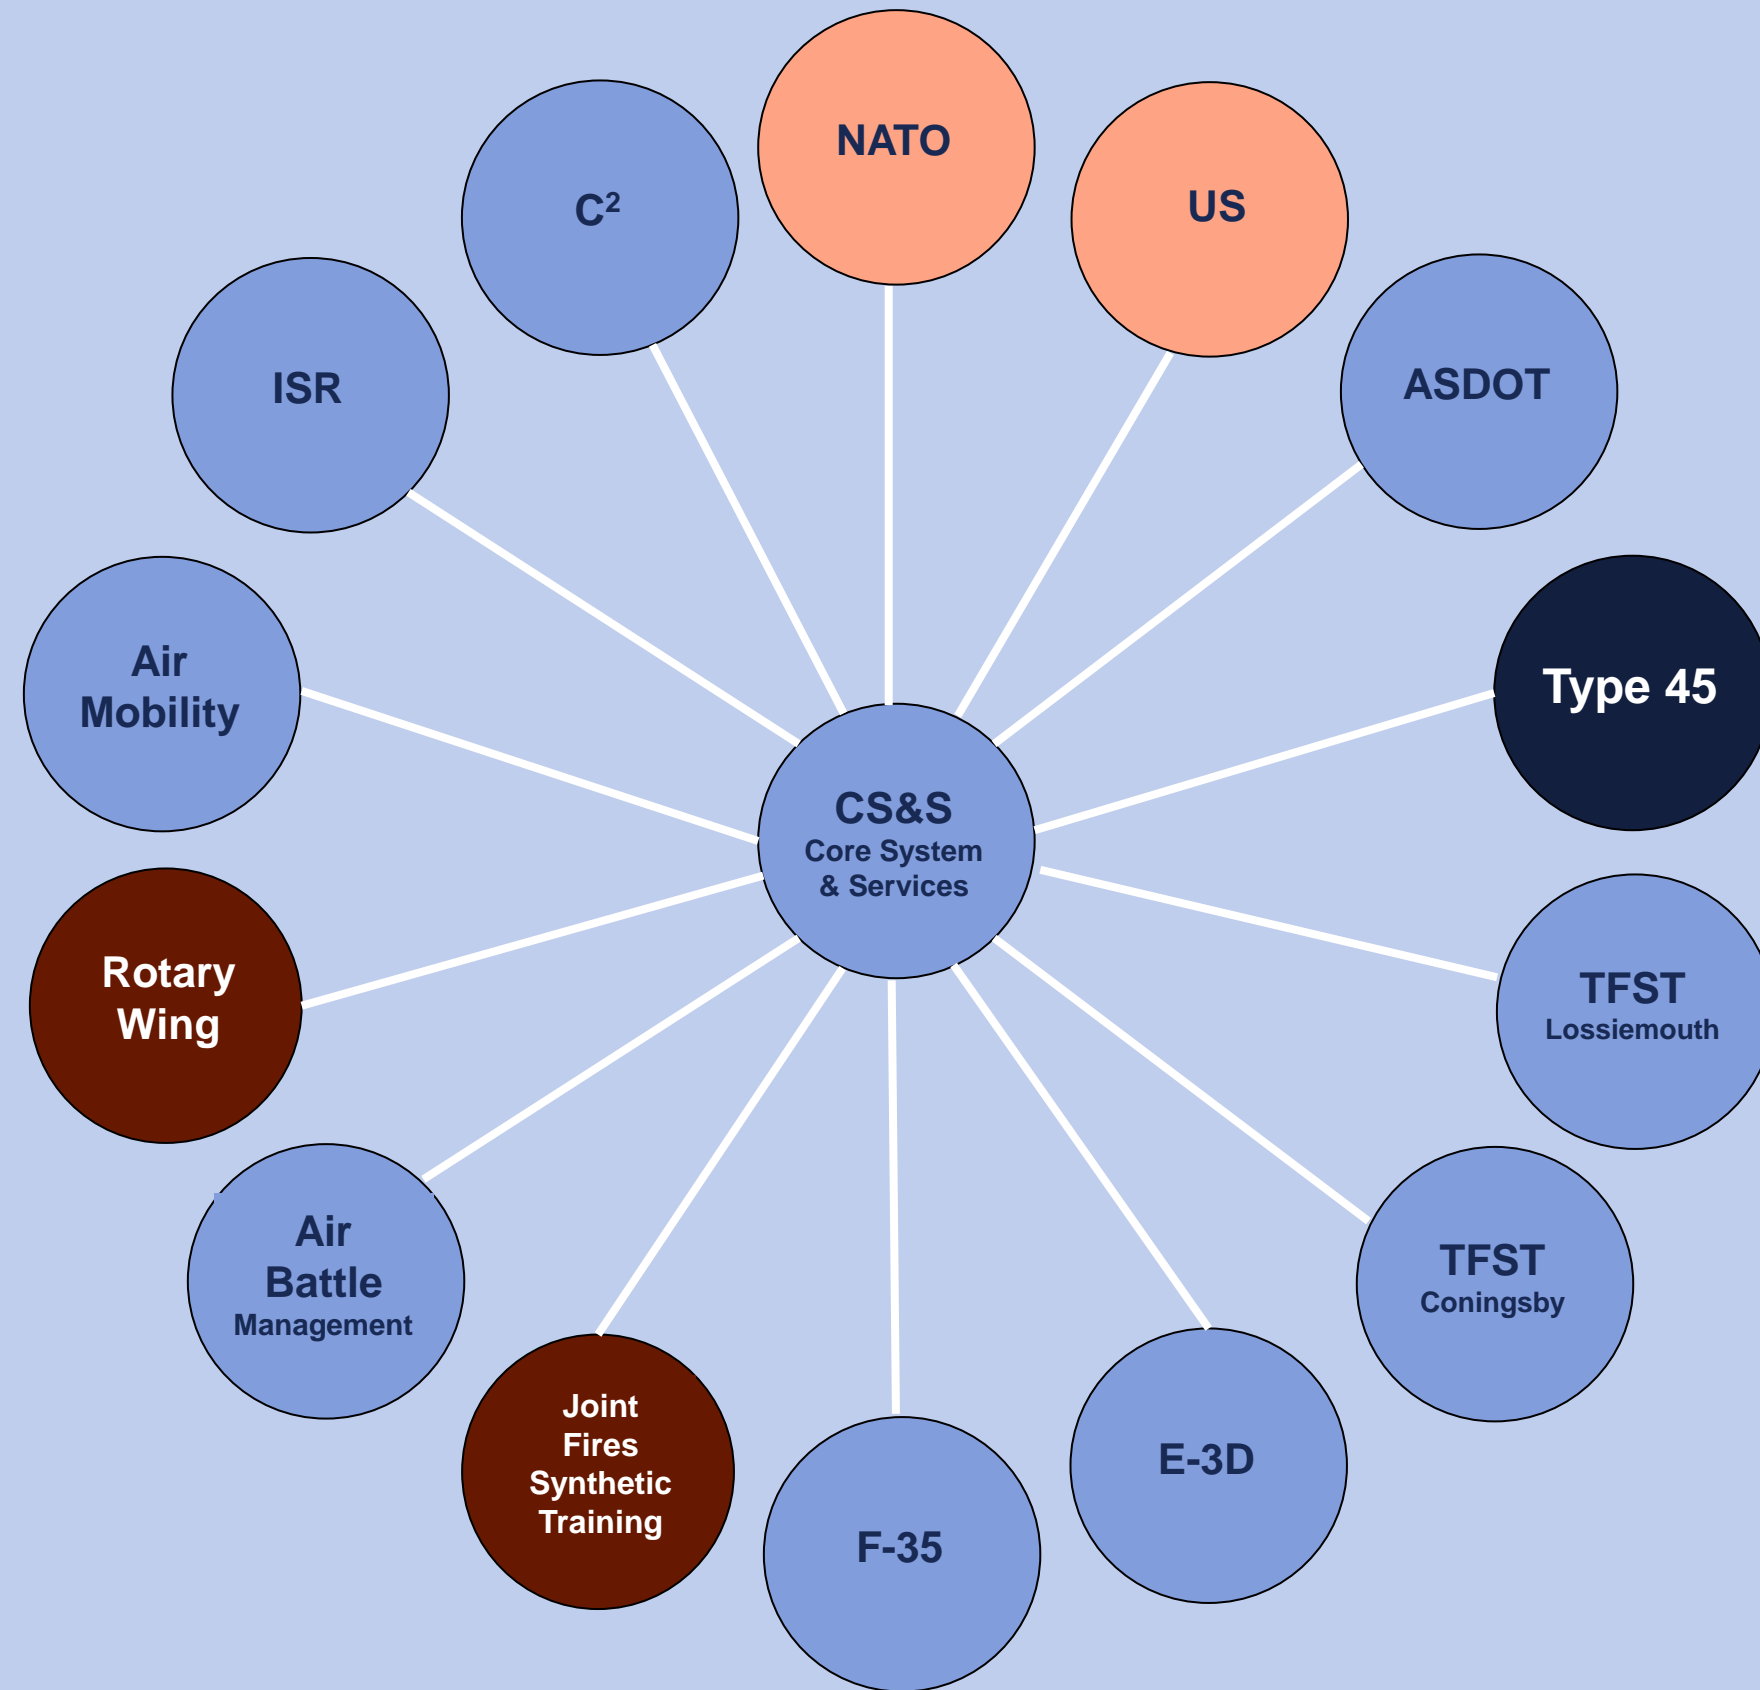 NATO
US
C²
ISR
ASDOT
Air
Mobility
Type 45
CS&S
Core System
& Services
Rotary
Wing
TFST
Lossiemouth
Air
Battle
Management
TFST
Coningsby
Joint
Fires
Synthetic
Training
E-3D
F-35